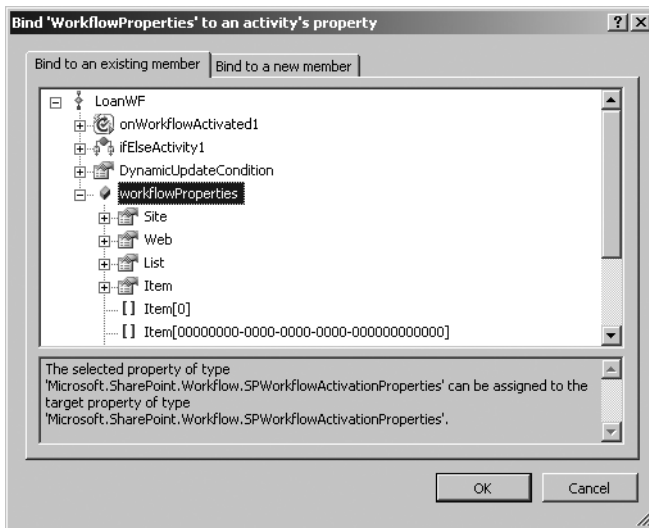 Bind 'WorkflowProperties' to an activity's property
Bind to an existing member
Bind to a new member
LoanWF
onWorkflowActivated1
ifElseActivity1
DynamicUpdateCondition
workflowProperties
Site
Web
List
Item
Item[0]
Item[00000000-0000-0000-0000-000000000000]
The selected property of type
'Microsoft.SharePoint.Workflow.SPWorkflowActivationProperties' can be assigned to the
target property of type
'Microsoft.SharePoint.Workflow.SPWorkflowActivationProperties'.
OK
Cancel